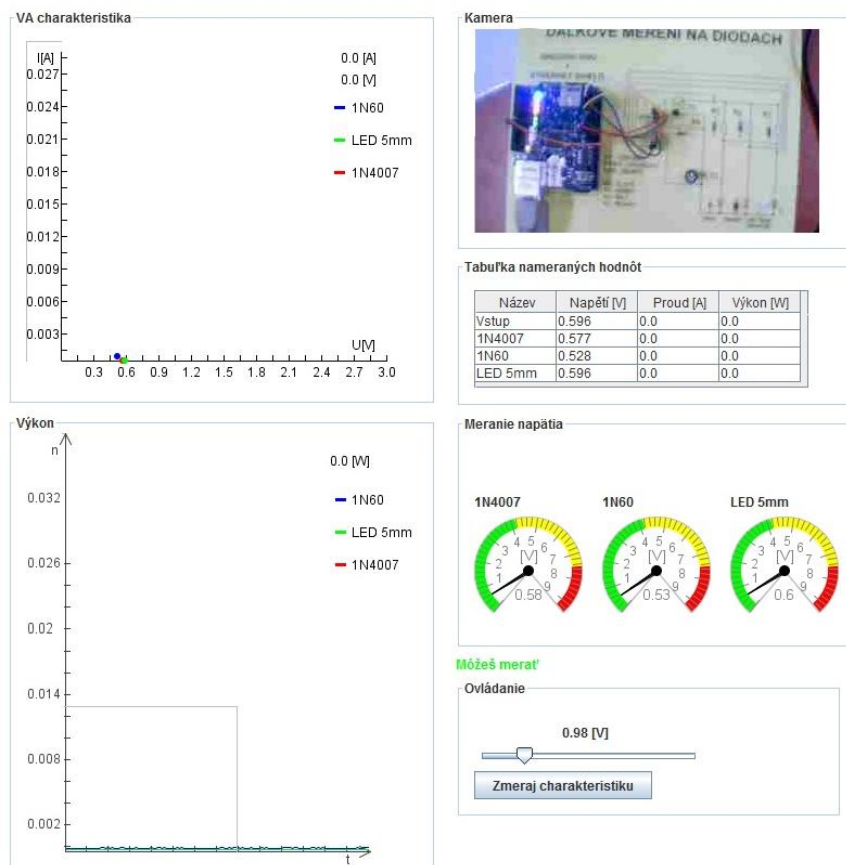 VA charakteristika
I[A]
0.0 [A]
0.027
0.0 [V]
0.024
1N60
0.021
LED 5mm
0.018
1N4007
0.015
0.012
0.009
0.006
0.003
U[V]
0.3 0.6 0.9 1.2 1.5 1.8 2.1 2.4 2.7 3.0
Kamera
DÁLKOVÉ MĚŘENÍ NA DIODÁCH
ETHERNET SHIELD
Tabuľka nameraných hodnôt
Název Napětí [V] Proud [A] Výkon [W]
Vstup 0.596 0.0 0.0
1N4007 0.577 0.0 0.0
1N60 0.528 0.0 0.0
LED 5mm 0.596 0.0 0.0
Výkon
n
0.0 [W]
0.032
1N60
LED 5mm
0.026
1N4007
0.02
0.014
0.008
0.002
t
Meranie napätia
1N4007 1N60 LED 5mm
1 2 3 4 5 6 7 8 9 [V] 0.58
1 2 3 4 5 6 7 8 9 [V] 0.53
1 2 3 4 5 6 7 8 9 [V] 0.6
Môžeš merať
Ovládanie
0.98 [V]
Zmeraj charakteristiku